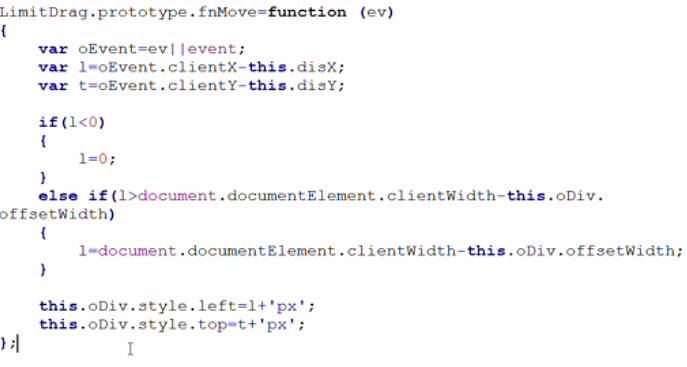 LimitDrag.prototype.fnMove=function (ev)
{
    var oEvent=ev||event;
    var l=oEvent.clientX-this.disX;
    var t=oEvent.clientY-this.disY;

    if(l<0)
    {
        l=0;
    }
    else if(l>document.documentElement.clientWidth-this.oDiv.
offsetWidth)
    {
        l=document.documentElement.clientWidth-this.oDiv.offsetWidth;
    }

    this.oDiv.style.left=l+'px';
    this.oDiv.style.top=t+'px';
};